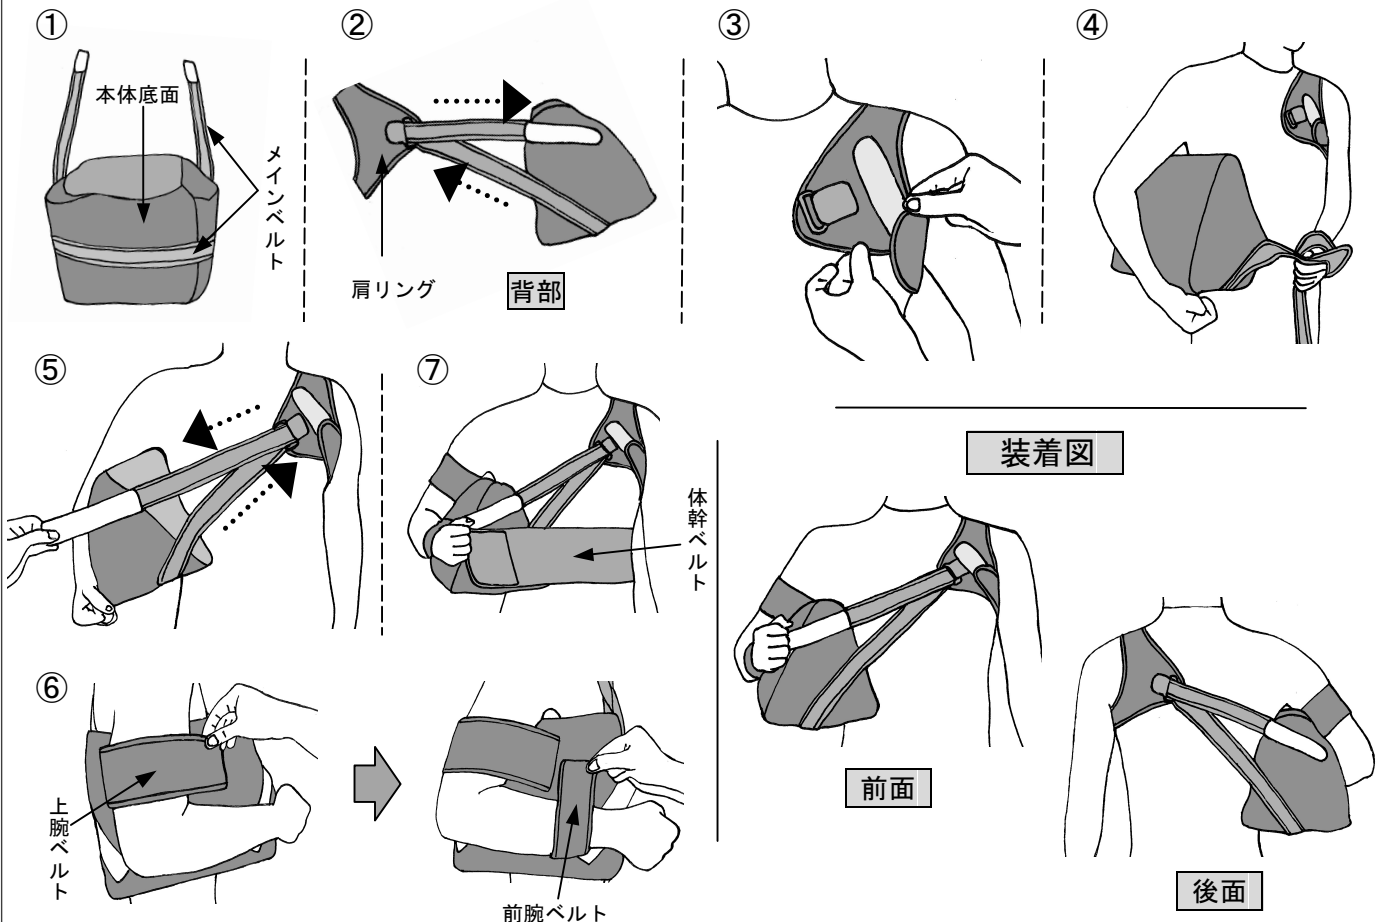 ①
本体底面
メインベルト
②
肩リング
背部
③
④
⑤
⑦
体幹ベルト
⑥
上腕ベルト
前腕ベルト
装着図
前面
後面